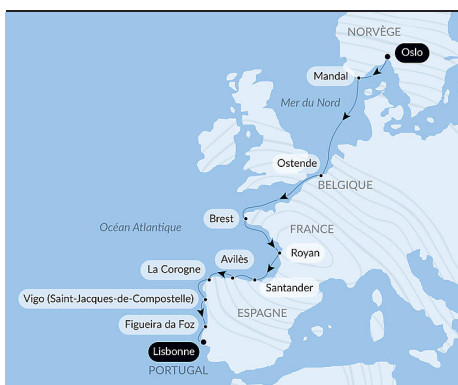 NORVÈGE
Oslo
Mandal
Mer du Nord
Ostende
BELGIQUE
Brest
FRANCE
Océan Atlantique
Royan
Avilès
La Corogne
Santander
Vigo (Saint-Jacques-de-Compostelle)
ESPAGNE
Figueira da Foz
Lisbonne
PORTUGAL